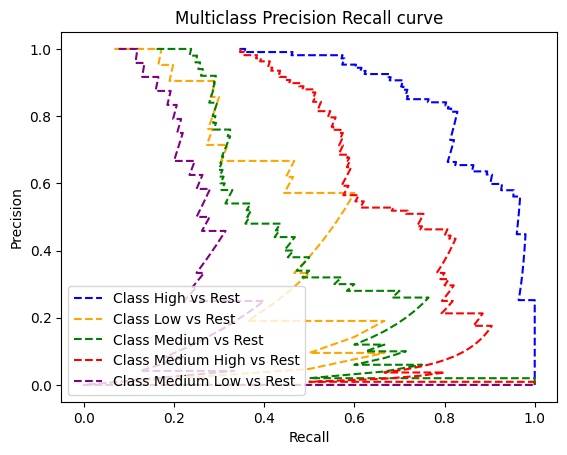 Multiclass Precision Recall curve
1.0
0.8
0.6
0.4
0.2
0.0
Precision
Class High vs Rest
Class Low vs Rest
Class Medium vs Rest
Class Medium High vs Rest
Class Medium Low vs Rest
0.0 0.2 0.4 0.6 0.8 1.0
Recall